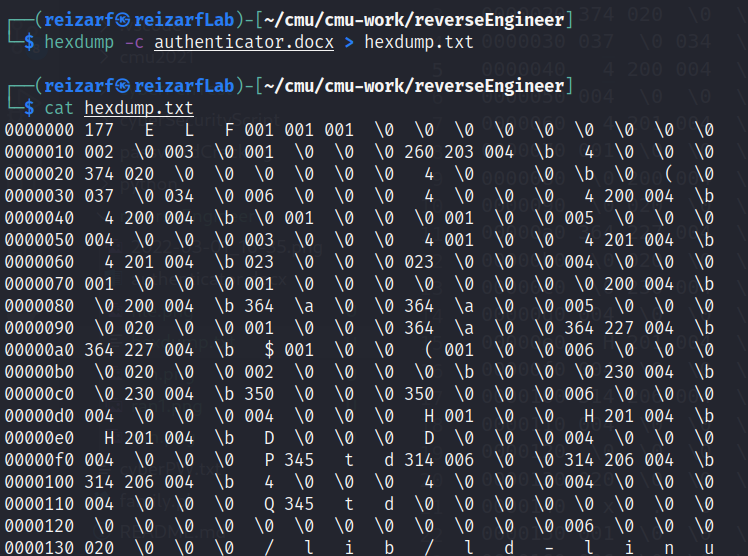 ┌──(reizarf㉿reizarfLab)-[~/cmu/cmu-work/reverseEngineer]
└─$ hexdump -c authenticator.docx > hexdump.txt
┌──(reizarf㉿reizarfLab)-[~/cmu/cmu-work/reverseEngineer]
└─$ cat hexdump.txt
0000000 177   E   L   F 001 001 001  \0  \0  \0  \0  \0  \0  \0  \0  \0
0000010 002  \0 003  \0 001  \0  \0  \0 260 203 004  \b   4  \0  \0  \0
0000020 374 020  \0  \0  \0  \0  \0  \0   4  \0      \0  \b  \0   (  \0
0000030 037  \0 034  \0 006  \0  \0  \0   4  \0  \0  \0   4 200 004  \b
0000040   4 200 004  \b  \0 001  \0  \0  \0 001  \0  \0 005  \0  \0  \0
0000050 004  \0  \0  \0 003  \0  \0  \0   4 001  \0  \0   4 201 004  \b
0000060   4 201 004  \b 023  \0  \0  \0 023  \0  \0  \0 004  \0  \0  \0
0000070 001  \0  \0  \0 001  \0  \0  \0  \0  \0  \0  \0  \0 200 004  \b
0000080  \0 200 004  \b 364  \a  \0  \0 364  \a  \0  \0 005  \0  \0  \0
0000090  \0 020  \0  \0 001  \0  \0  \0 364  \a  \0  \0 364 227 004  \b
00000a0 364 227 004  \b   $ 001  \0  \0   ( 001  \0  \0 006  \0  \0  \0
00000b0  \0 020  \0  \0 002  \0  \0  \0  \0  \b  \0  \0  \0 230 004  \b
00000c0  \0 230 004  \b 350  \0  \0  \0 350  \0  \0  \0 006  \0  \0  \0
00000d0 004  \0  \0  \0 004  \0  \0  \0   H 001  \0  \0   H 201 004  \b
00000e0   H 201 004  \b   D  \0  \0  \0   D  \0  \0  \0 004  \0  \0  \0
00000f0 004  \0  \0  \0   P 345   t   d 314 006  \0  \0 314 206 004  \b
0000100 314 206 004  \b   4  \0  \0  \0   4  \0  \0  \0 004  \0  \0  \0
0000110 004  \0  \0  \0   Q 345   t   d  \0  \0  \0  \0  \0  \0  \0  \0
0000120  \0  \0  \0  \0  \0  \0  \0  \0  \0  \0  \0  \0 006  \0  \0  \0
0000130 020  \0  \0  \0   /   l   i   b   /   l   d   -   l   i   n   u